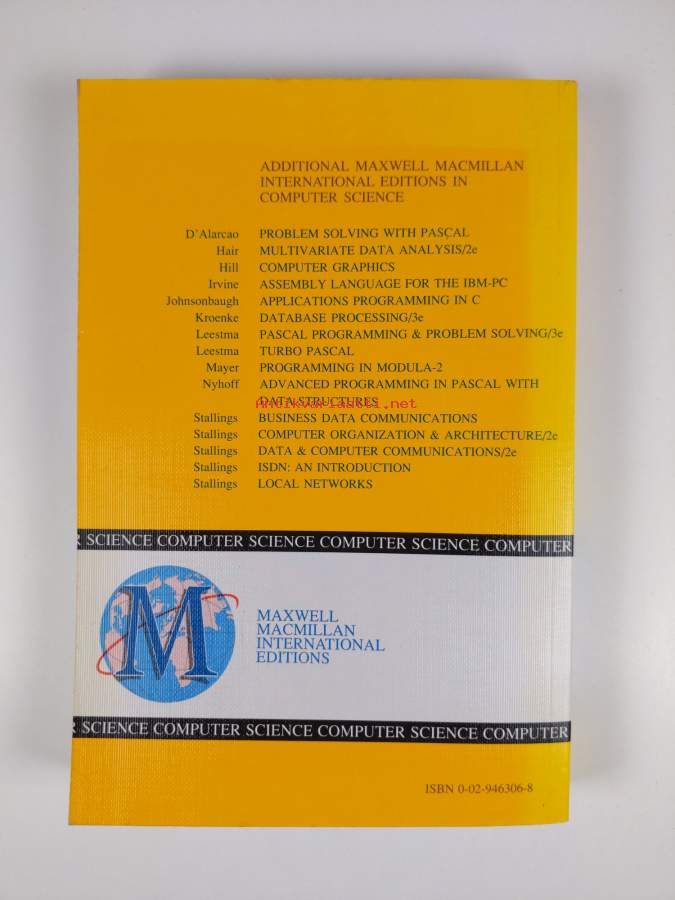 ADDITIONAL MAXWELL MACMILLAN
INTERNATIONAL EDITIONS IN
COMPUTER SCIENCE
D'Alarcao PROBLEM SOLVING WITH PASCAL
Hair MULTIVARIATE DATA ANALYSIS/2e
Hill COMPUTER GRAPHICS
Irvine ASSEMBLY LANGUAGE FOR THE IBM-PC
Johnsonbaugh APPLICATIONS PROGRAMMING IN C
Kroenke DATABASE PROCESSING/3e
Leestma PASCAL PROGRAMMING & PROBLEM SOLVING/3e
Leestma TURBO PASCAL
Mayer PROGRAMMING IN MODULA-2
Nyhoff ADVANCED PROGRAMMING IN PASCAL WITH
DATA STRUCTURES
Antikvariaatti.net
Stallings BUSINESS DATA COMMUNICATIONS
Stallings COMPUTER ORGANIZATION & ARCHITECTURE/2e
Stallings DATA & COMPUTER COMMUNICATIONS/2e
Stallings ISDN: AN INTRODUCTION
Stallings LOCAL NETWORKS
R SCIENCE COMPUTER SCIENCE COMPUTER SCIENCE COMPUTER
M
MAXWELL
MACMILLAN
INTERNATIONAL
EDITIONS
ER SCIENCE COMPUTER SCIENCE COMPUTER SCIENCE COMPUTER
ISBN 0-02-946306-8